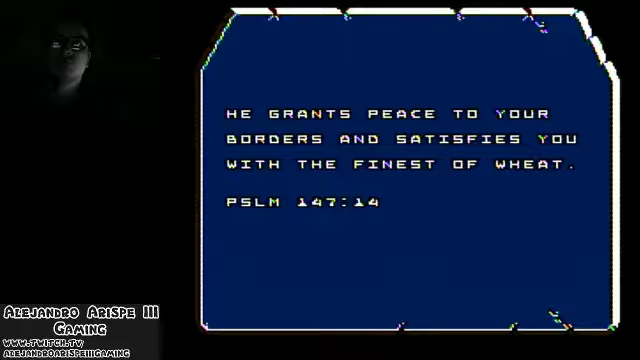 HE GRANTS PEACE TO YOUR
BORDERS AND SATISFIES YOU
WITH THE FINEST OF WHEAT.
PSLM 147:14
Alejandro Arispe III
Gaming
www.twitch.tv/
alejandroarispeiiigaming